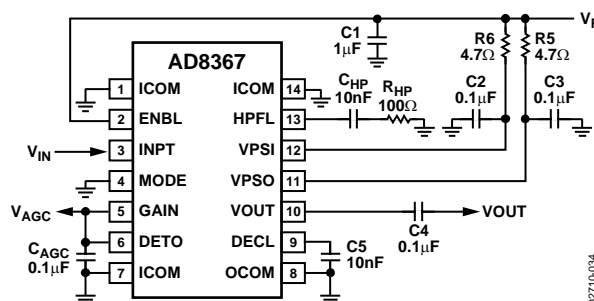 V
C1
1µF
R6
4.7Ω
R5
4.7Ω
AD8367
1 ICOM
ICOM 14
CHP
10nF
RHP
100Ω
C2
0.1µF
C3
0.1µF
2 ENBL
HPFL 13
VIN
3 INPT
VPSI 12
4 MODE
VPSO 11
VAGC
5 GAIN
VOUT 10
VOUT
C4
0.1µF
6 DETO
DECL 9
CAGC
0.1µF
C5
10nF
7 ICOM
OCOM 8